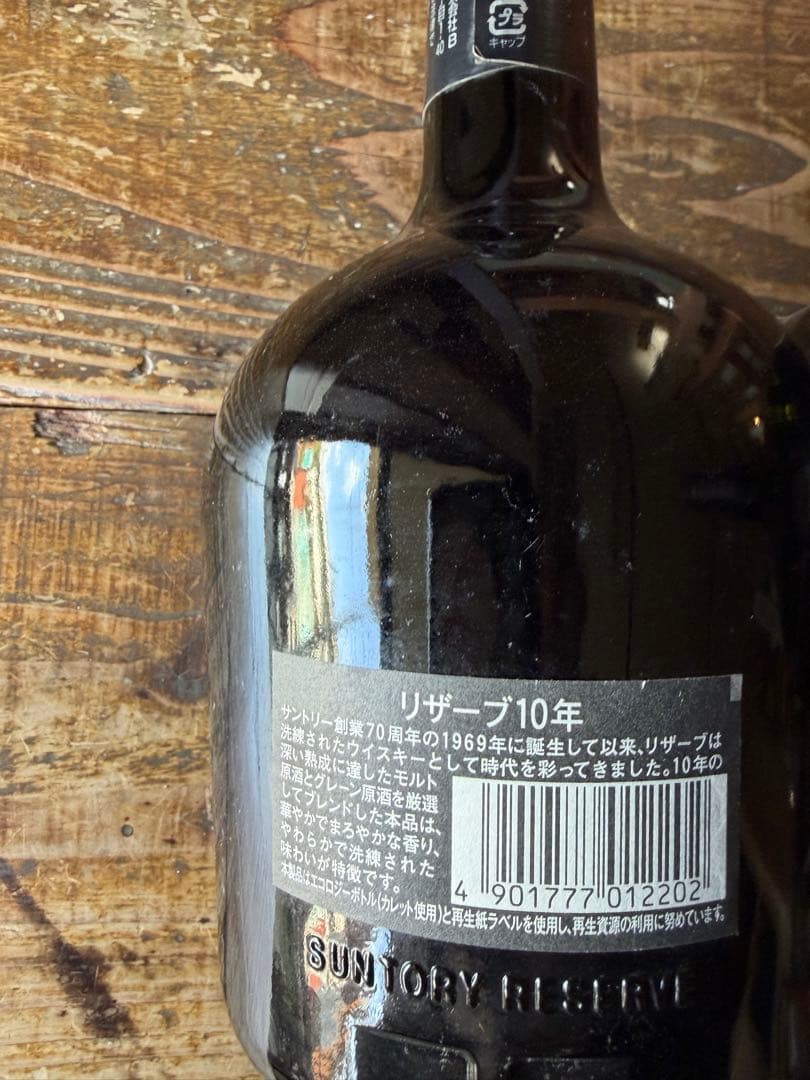 プラ
キャップ
リザーブ10年
サントリー創業70周年の1969年に誕生して以来、リザーブは
洗練されたウイスキーとして時代を彩ってきました。10年の
深い熟成に達したモルト
原酒とグレーン原酒を厳選
してブレンドした本品は、
華やかでまろやかな香り、
やわらかで洗練された
味わいが特徴です。
4 901777 012202
本製品はエコロジーボトル(カレット使用)と再生紙ラベルを使用し、再生資源の利用に努めています。
SUNTORY RESERVE